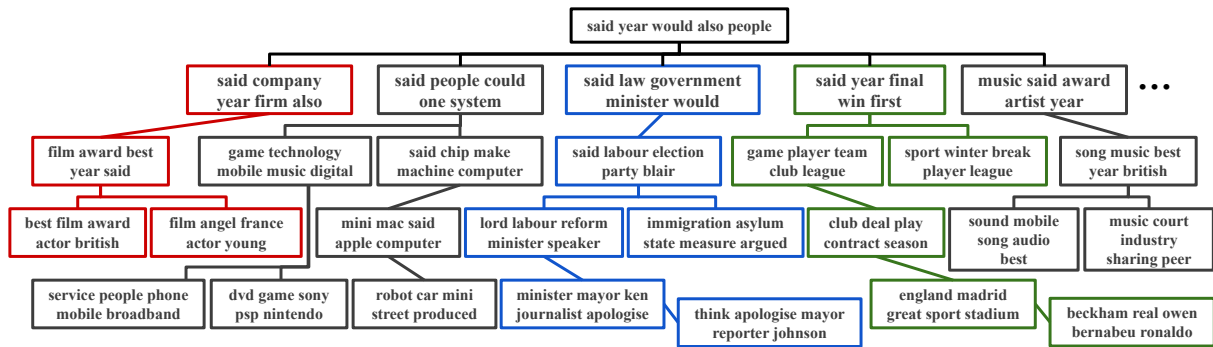 said year would also people
said company
year firm also
said people could
one system
said law government
minister would
said year final
win first
music said award
artist year
...
film award best
year said
game technology
mobile music digital
said chip make
machine computer
said labour election
party blair
game player team
club league
sport winter break
player league
song music best
year british
best film award
actor british
film angel france
actor young
mini mac said
apple computer
lord labour reform
minister speaker
immigration asylum
state measure argued
club deal play
contract season
sound mobile
song audio
best
music court
industry
sharing peer
service people phone
mobile broadband
dvd game sony
psp nintendo
robot car mini
street produced
minister mayor ken
journalist apologise
think apologise mayor
reporter johnson
england madrid
great sport stadium
beckham real owen
bernabeu ronaldo